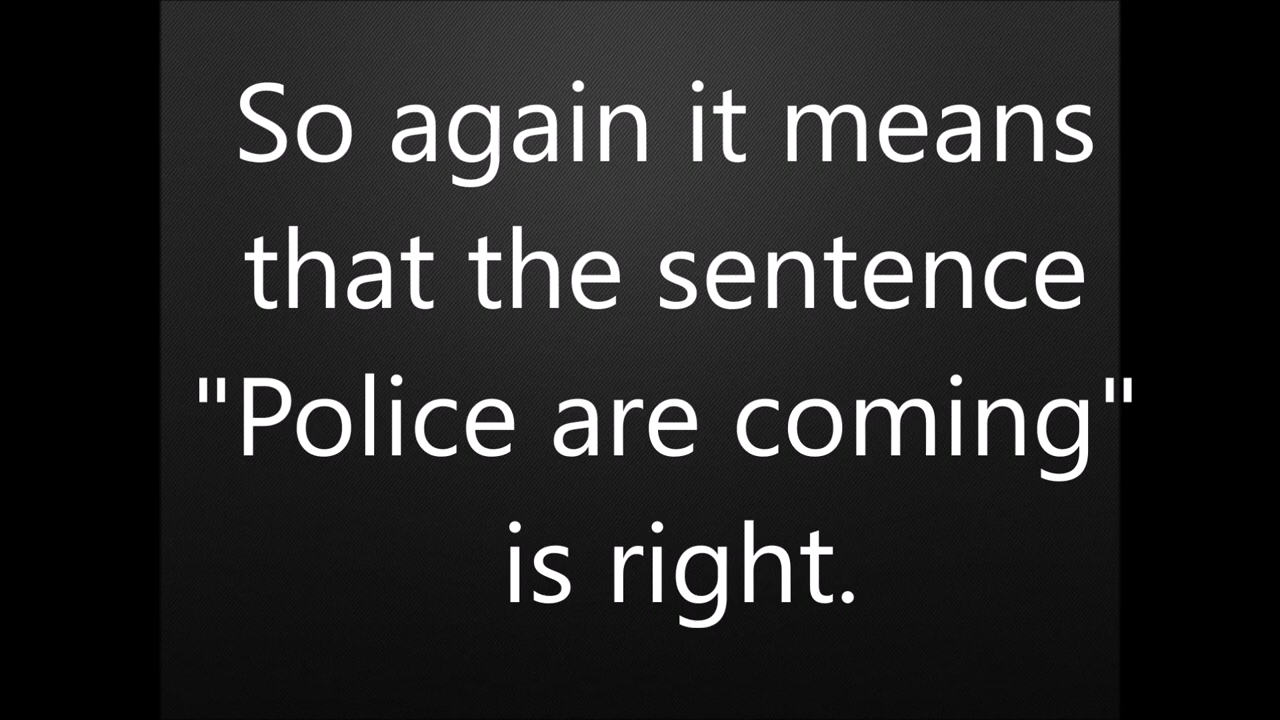 So again it means
that the sentence
"Police are coming"
is right.